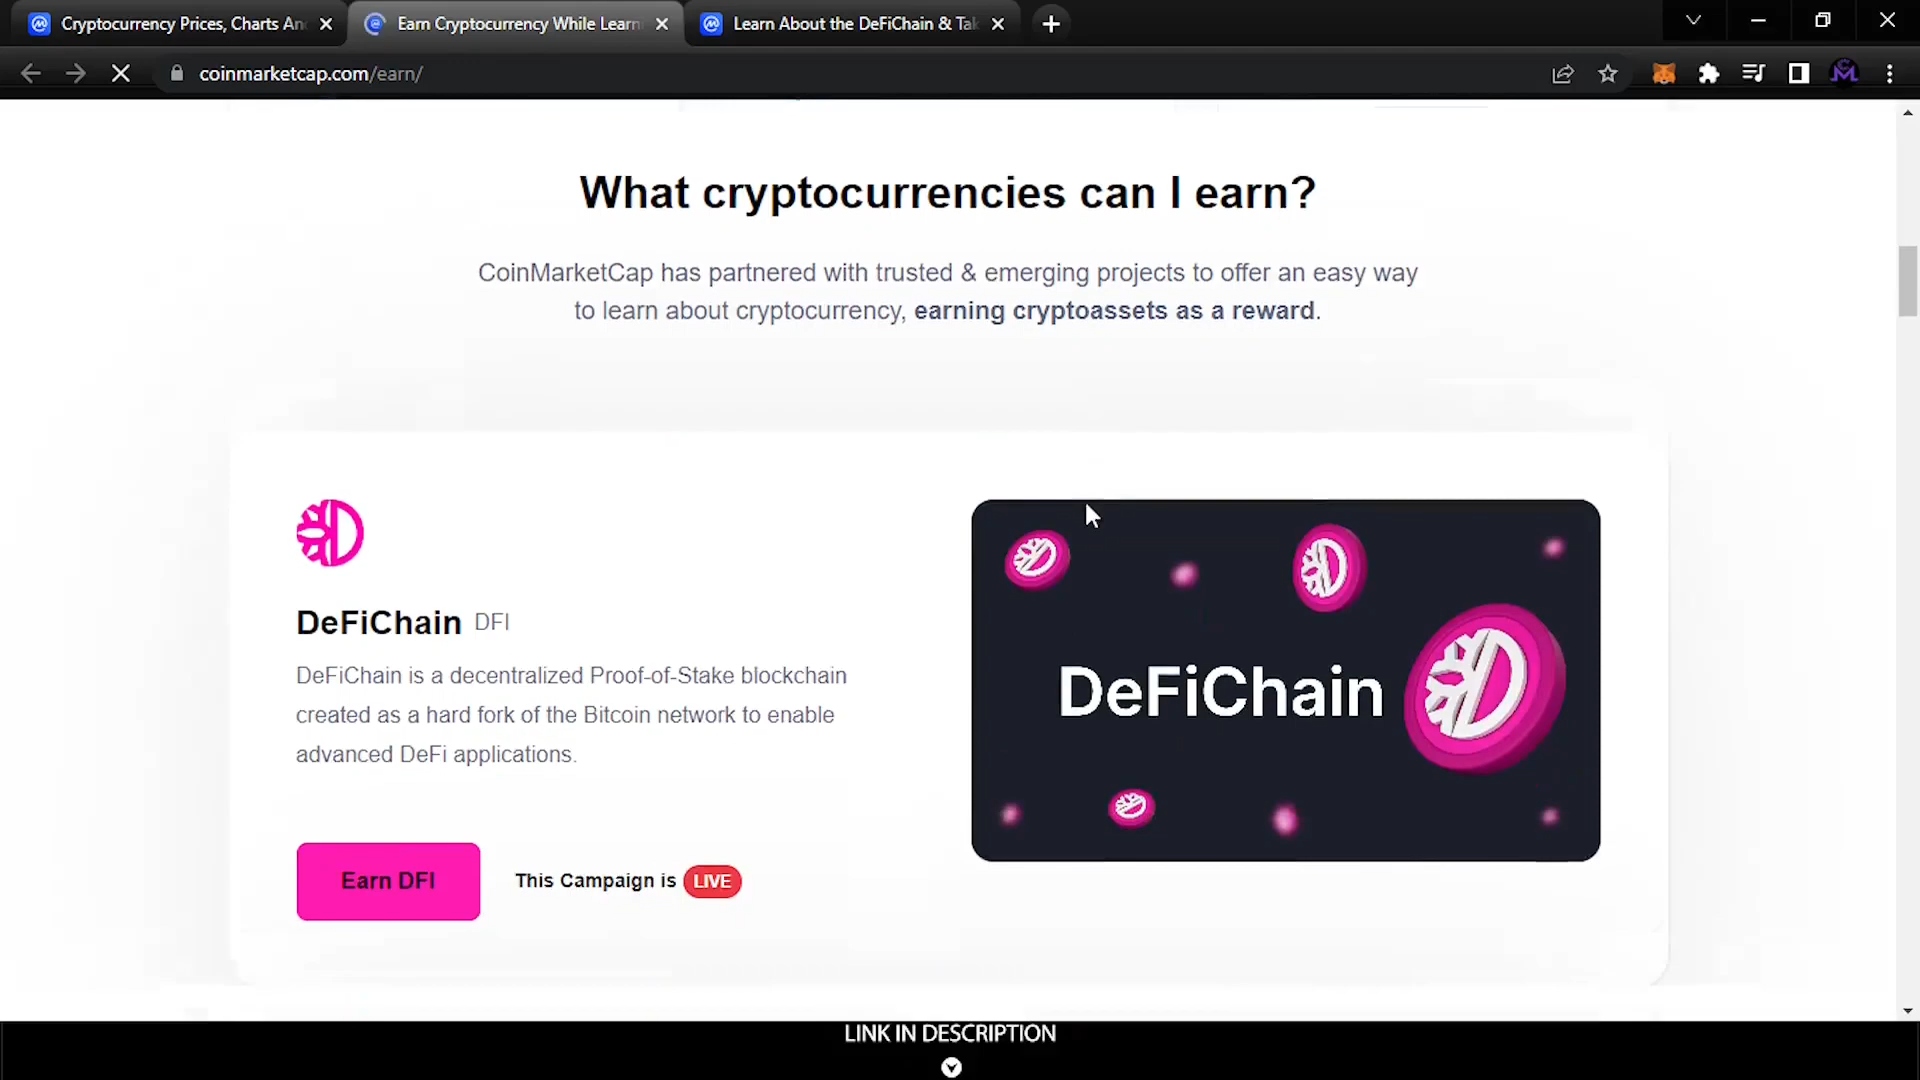 Cryptocurrency Prices, Charts An
Earn Cryptocurrency While Learn
Learn About the DeFiChain & Tak
coinmarketcap.com/earn/
What cryptocurrencies can I earn?
CoinMarketCap has partnered with trusted & emerging projects to offer an easy way
to learn about cryptocurrency, earning cryptoassets as a reward.
DeFiChain DFI
DeFiChain is a decentralized Proof-of-Stake blockchain
created as a hard fork of the Bitcoin network to enable
advanced DeFi applications.
Earn DFI
This Campaign is LIVE
DeFiChain
LINK IN DESCRIPTION